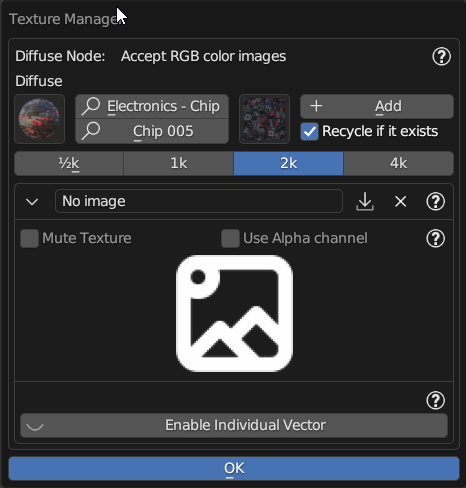 Texture Manager
Diffuse Node: Accept RGB color images
Diffuse
Electronics - Chip
Chip 005
Add
Recycle if it exists
½k 1k 2k 4k
No image
Mute Texture Use Alpha channel
Enable Individual Vector
OK